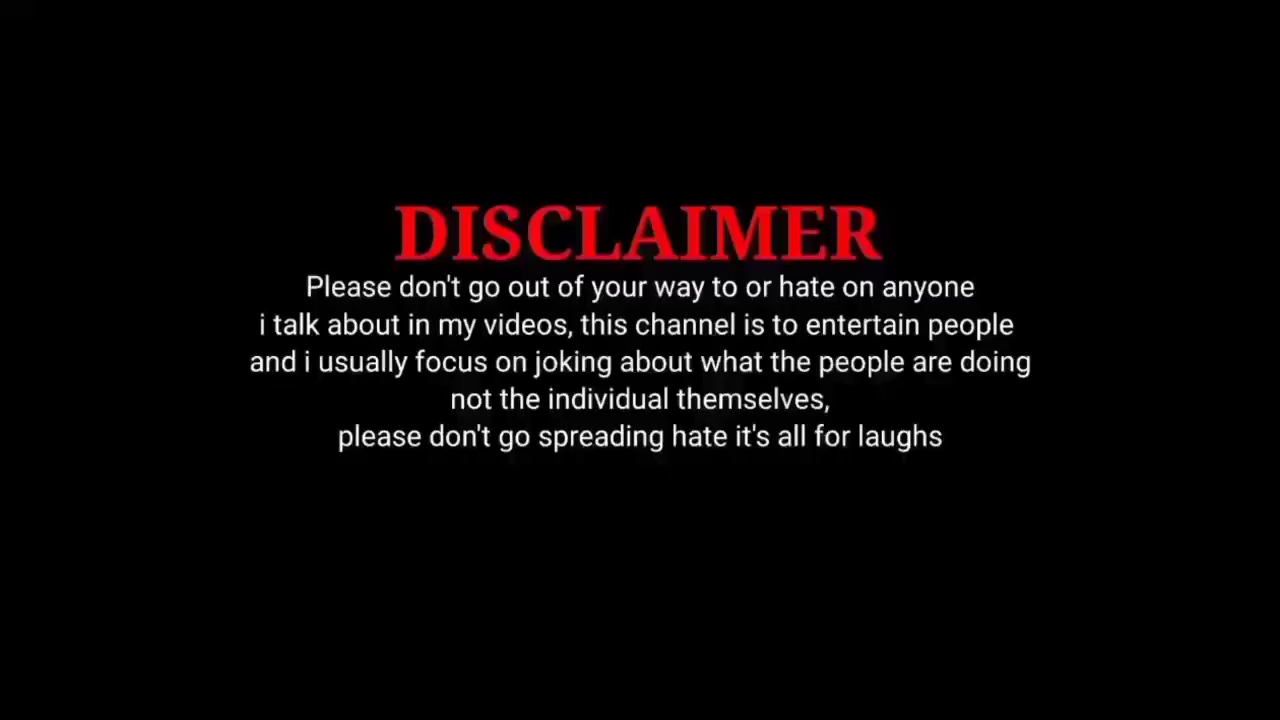 DISCLAIMER
Please don't go out of your way to or hate on anyone
i talk about in my videos, this channel is to entertain people
and i usually focus on joking about what the people are doing
not the individual themselves,
please don't go spreading hate it's all for laughs